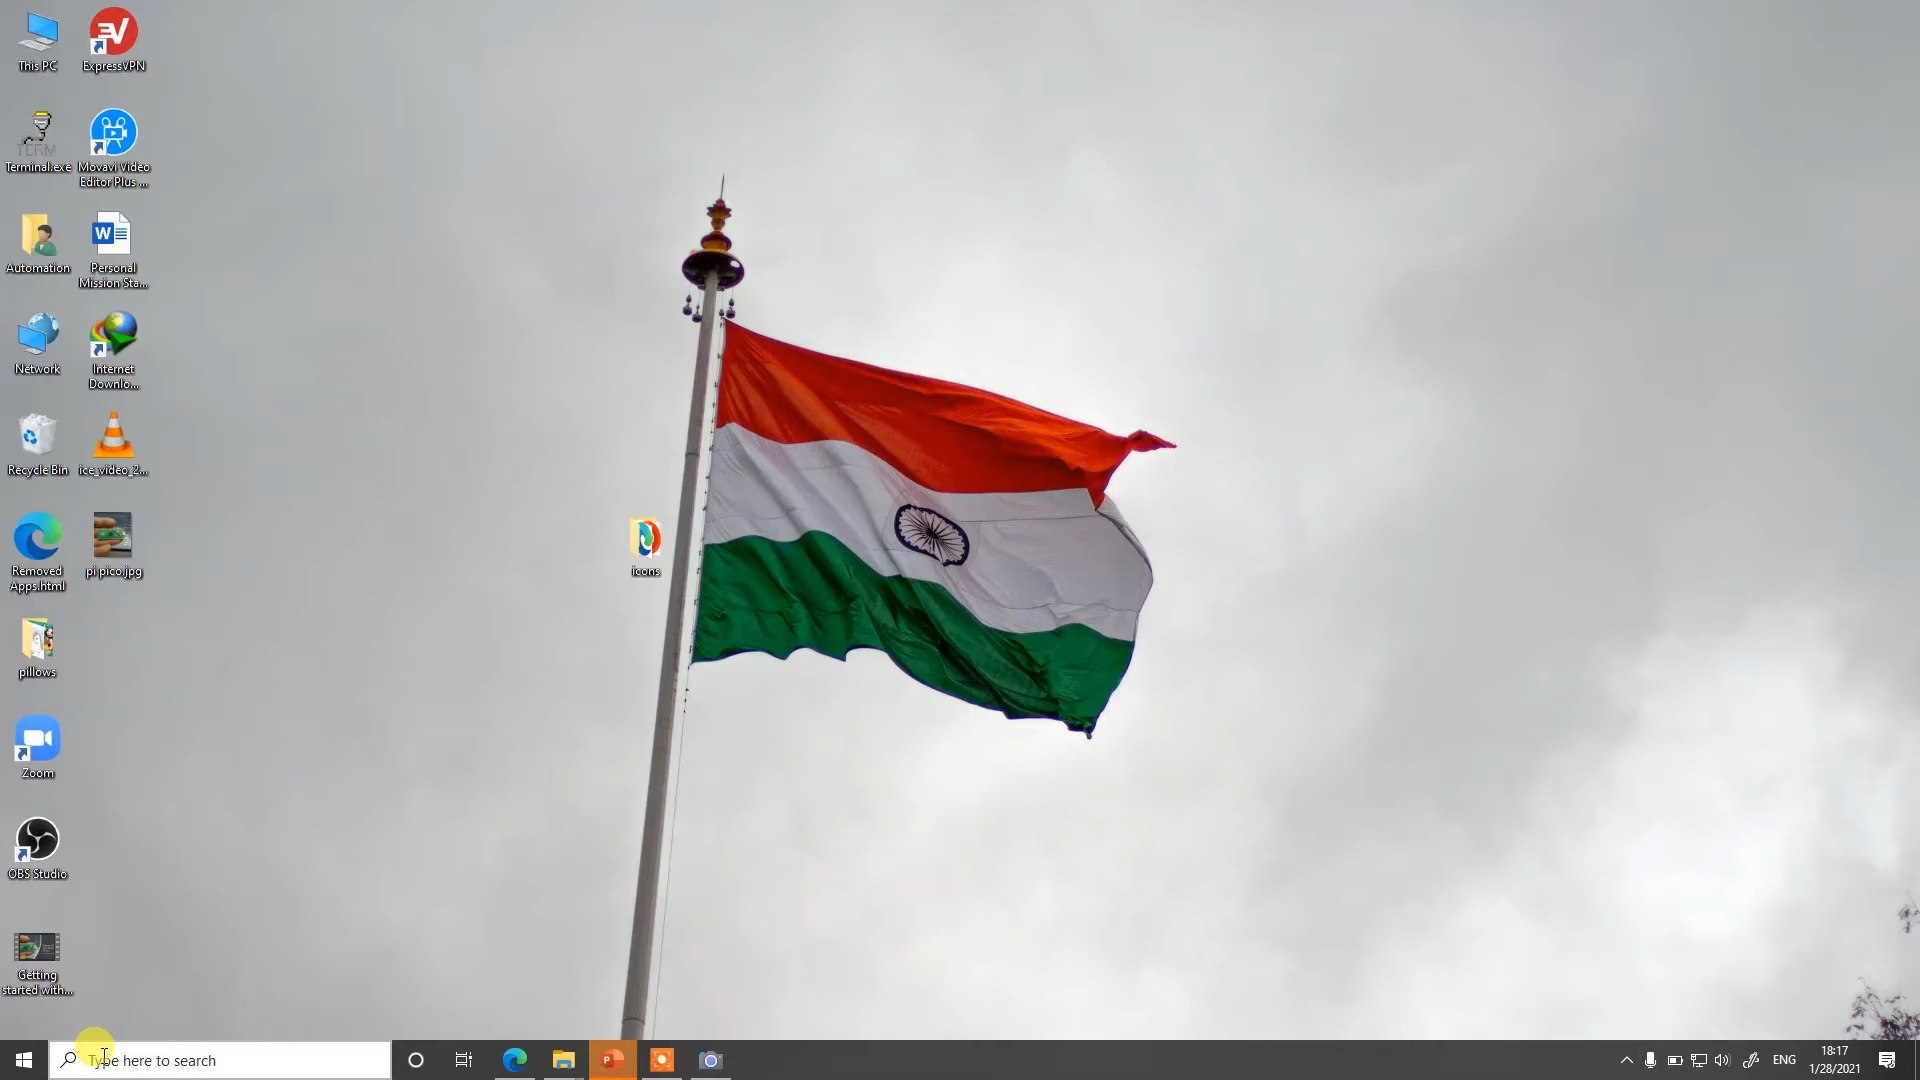 This PC
ExpressVPN
TERM
Terminal.exe
Movavi Video
Editor Plus ...
Automation
W
Personal
Mission Sta...
Network
Internet
Downlo...
Recycle Bin
ice_video_2...
Removed
Apps.html
pi pico.jpg
icons
pillows
Zoom
OBS Studio
Getting
started with...
Type here to search
P
ENG
18:17
1/28/2021